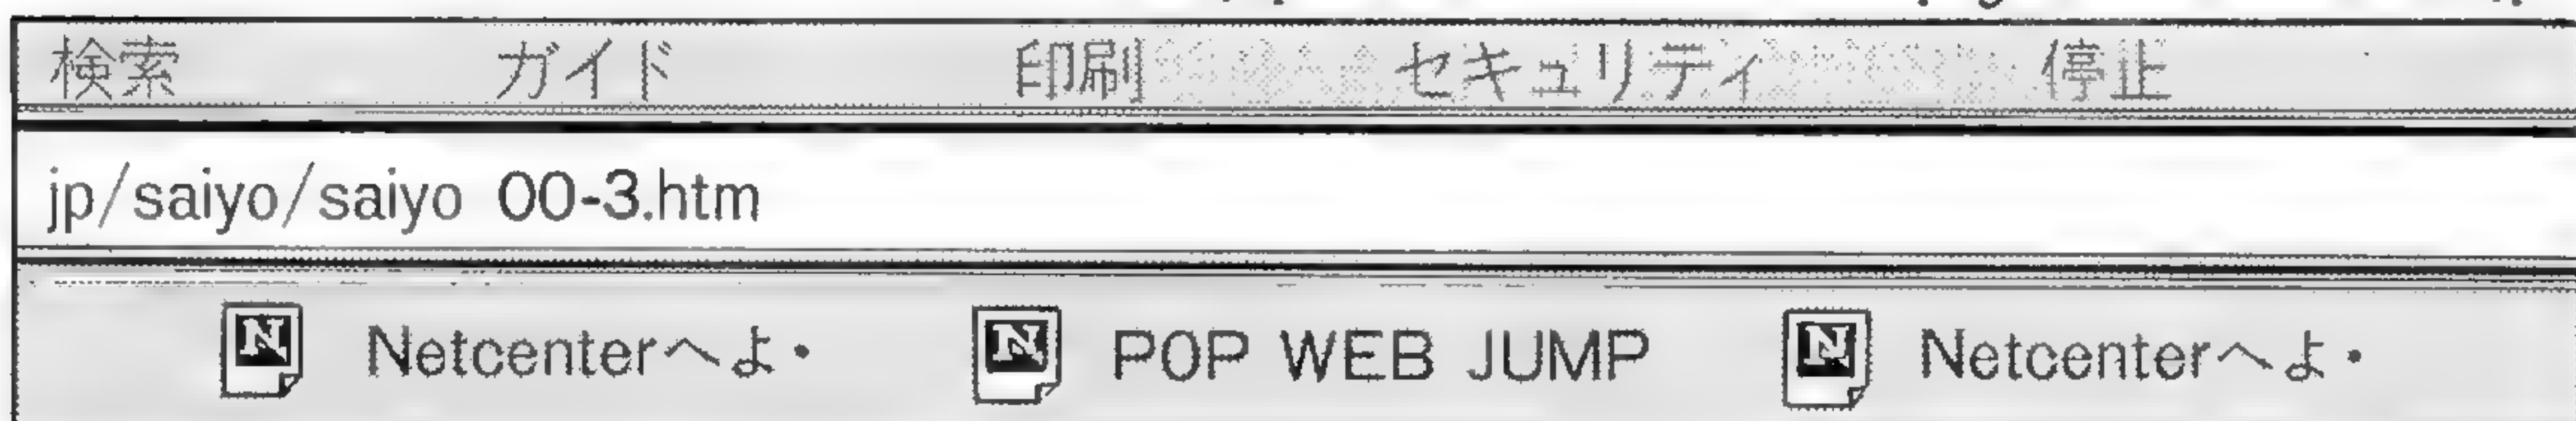 検索 ガイド 印刷 セキュリティ 停止
jp/saiyo/saiyo 00-3.htm
Netcenterへよ・ POP WEB JUMP Netcenterへよ・